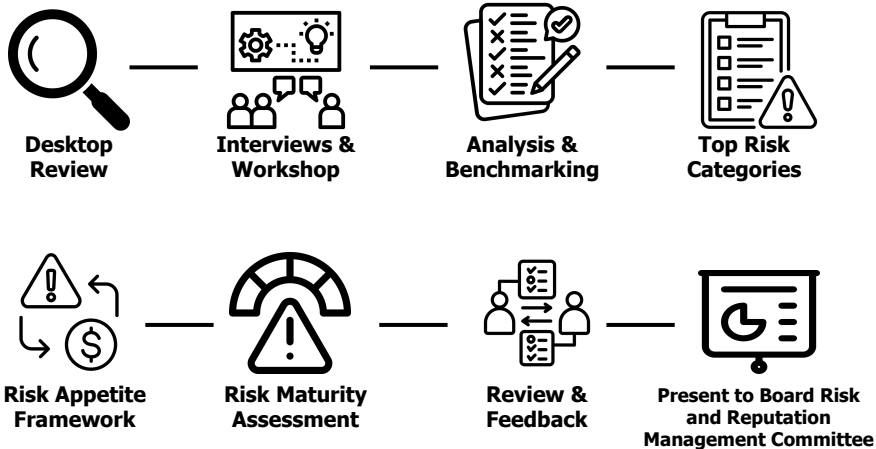 Desktop
Review
Interviews &
Workshop
Analysis &
Benchmarking
Top Risk
Categories
$
Risk Appetite
Framework
Risk Maturity
Assessment
Review &
Feedback
Present to Board Risk
and Reputation
Management Committee